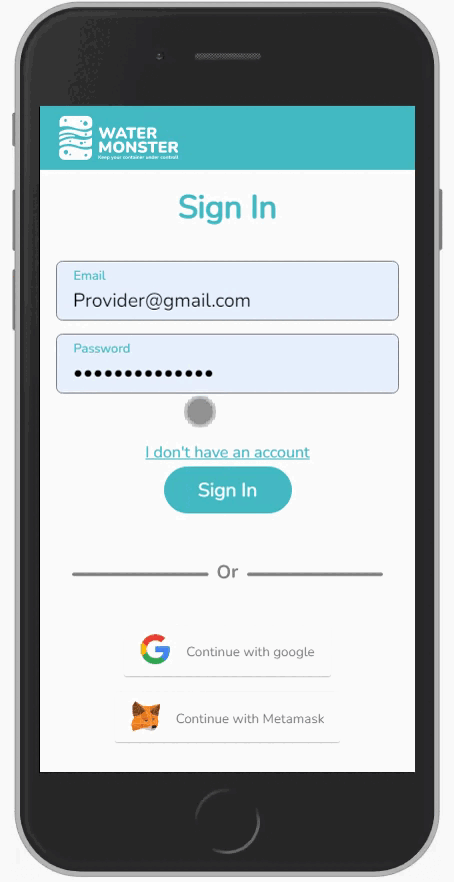 WATER
MONSTER
Keep your container under control!
Sign In
Email
Provider@gmail.com
Password
••••••••••••••
I don't have an account
Sign In
Or
Continue with google
Continue with Metamask